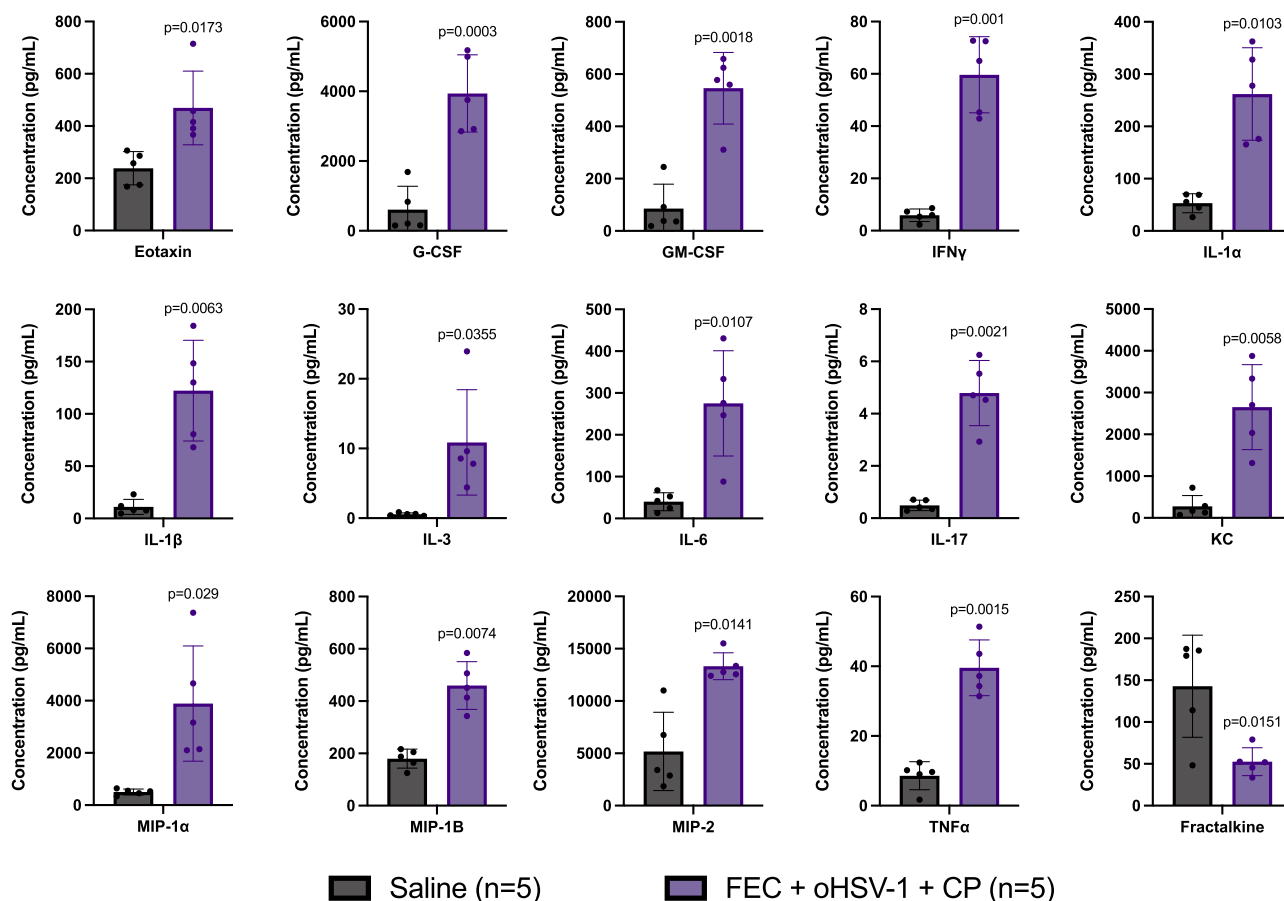 Concentration (pg/mL)
800
600
400
200
0
p=0.0173
Eotaxin
Concentration (pg/mL)
6000
4000
2000
0
p=0.0003
G-CSF
Concentration (pg/mL)
800
600
400
200
0
p=0.0018
GM-CSF
Concentration (pg/mL)
80
60
40
20
0
p=0.001
IFNγ
Concentration (pg/mL)
400
300
200
100
0
p=0.0103
IL-1α
Concentration (pg/mL)
200
150
100
50
0
p=0.0063
IL-1β
Concentration (pg/mL)
30
20
10
0
p=0.0355
IL-3
Concentration (pg/mL)
500
400
300
200
100
0
p=0.0107
IL-6
Concentration (pg/mL)
8
6
4
2
0
p=0.0021
IL-17
Concentration (pg/mL)
5000
4000
3000
2000
1000
0
p=0.0058
KC
Concentration (pg/mL)
8000
6000
4000
2000
0
p=0.029
MIP-1α
Concentration (pg/mL)
800
600
400
200
0
p=0.0074
MIP-1B
Concentration (pg/mL)
20000
15000
10000
5000
0
p=0.0141
MIP-2
Concentration (pg/mL)
60
40
20
0
p=0.0015
TNFα
Concentration (pg/mL)
250
200
150
100
50
0
p=0.0151
Fractalkine
Saline (n=5)
FEC + oHSV-1 + CP (n=5)